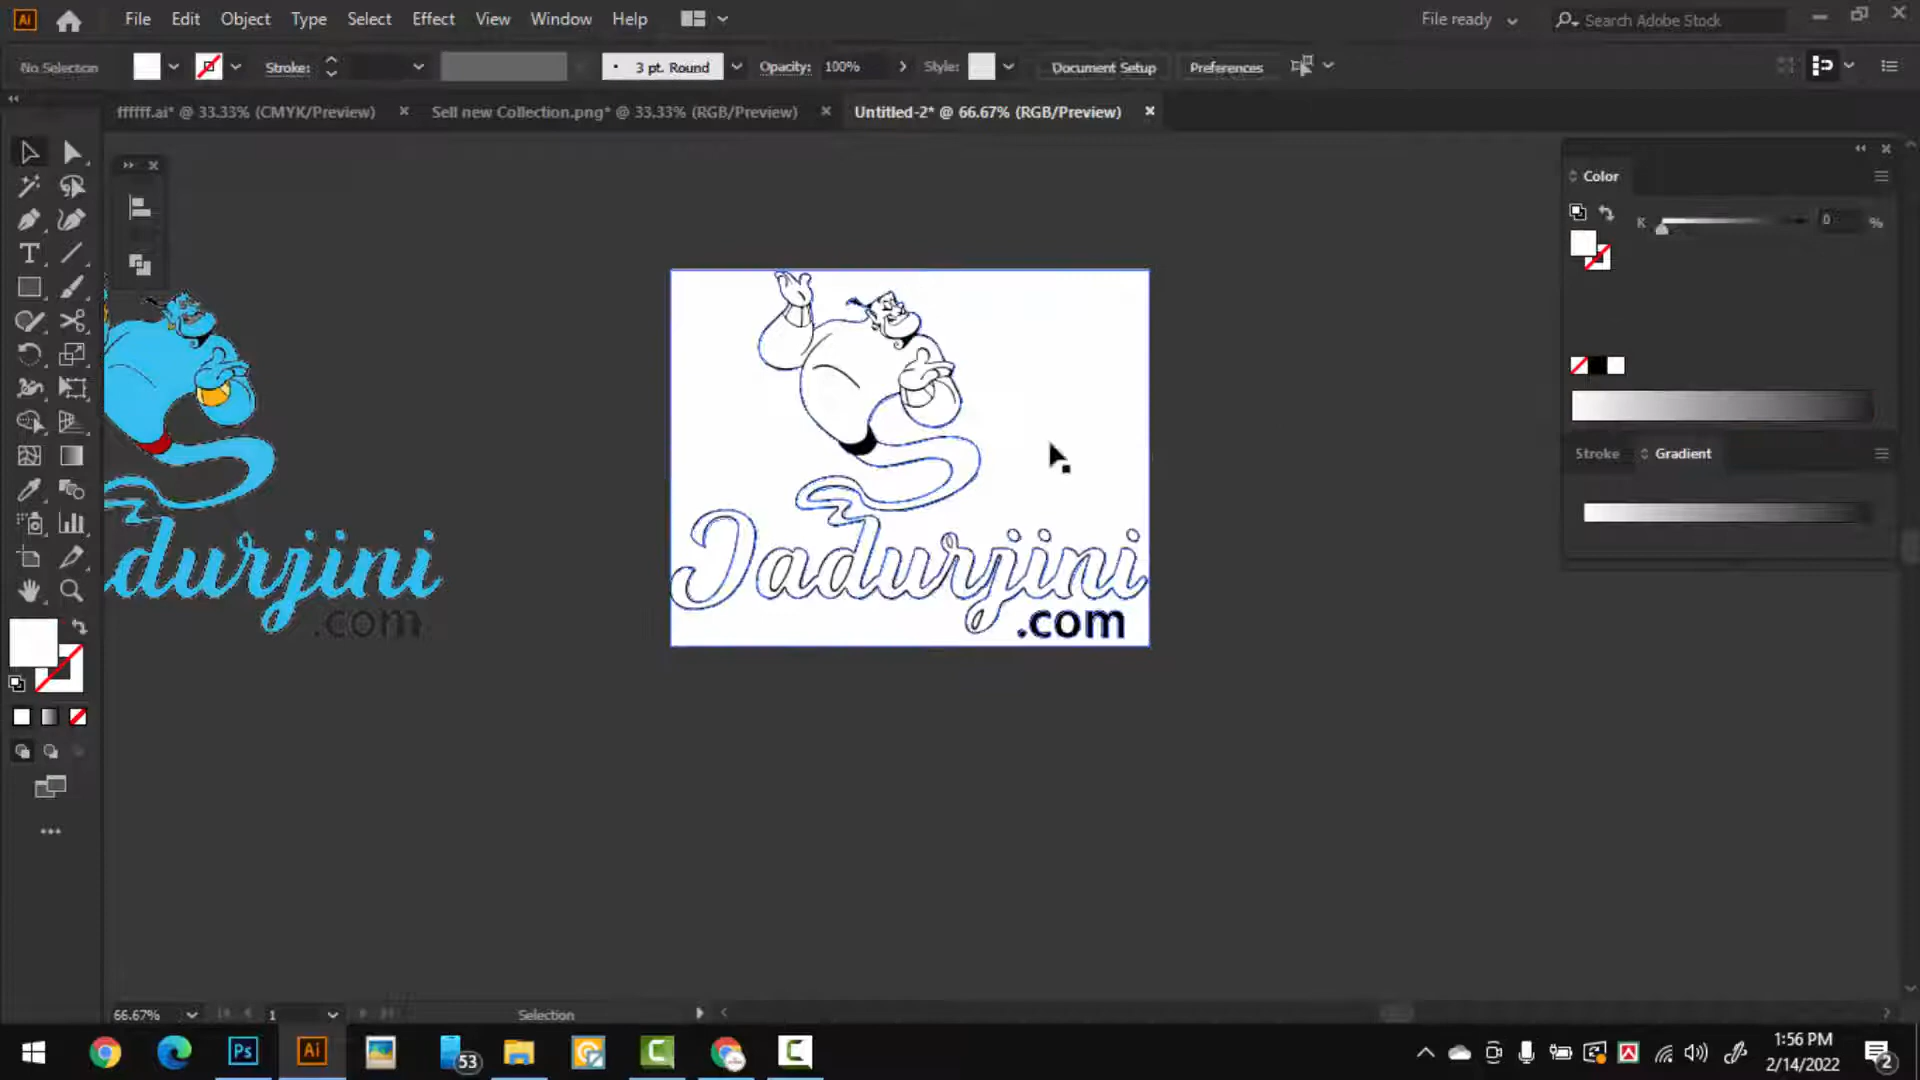 Ai File Edit Object Type Select Effect View Window Help File ready Search Adobe Stock
No Selection Stroke: 3 pt. Round Opacity: 100% Style: Document Setup Preferences
ffffff.ai* @ 33.33% (CMYK/Preview) Sell new Collection.png* @ 33.33% (RGB/Preview) Untitled-2* @ 66.67% (RGB/Preview)
Color
K 0 %
Stroke Gradient
durjini
.com
Jadurjini
.com
66.67% 1 Selection
Ps Ai 53 1:56 PM
2/14/2022 2